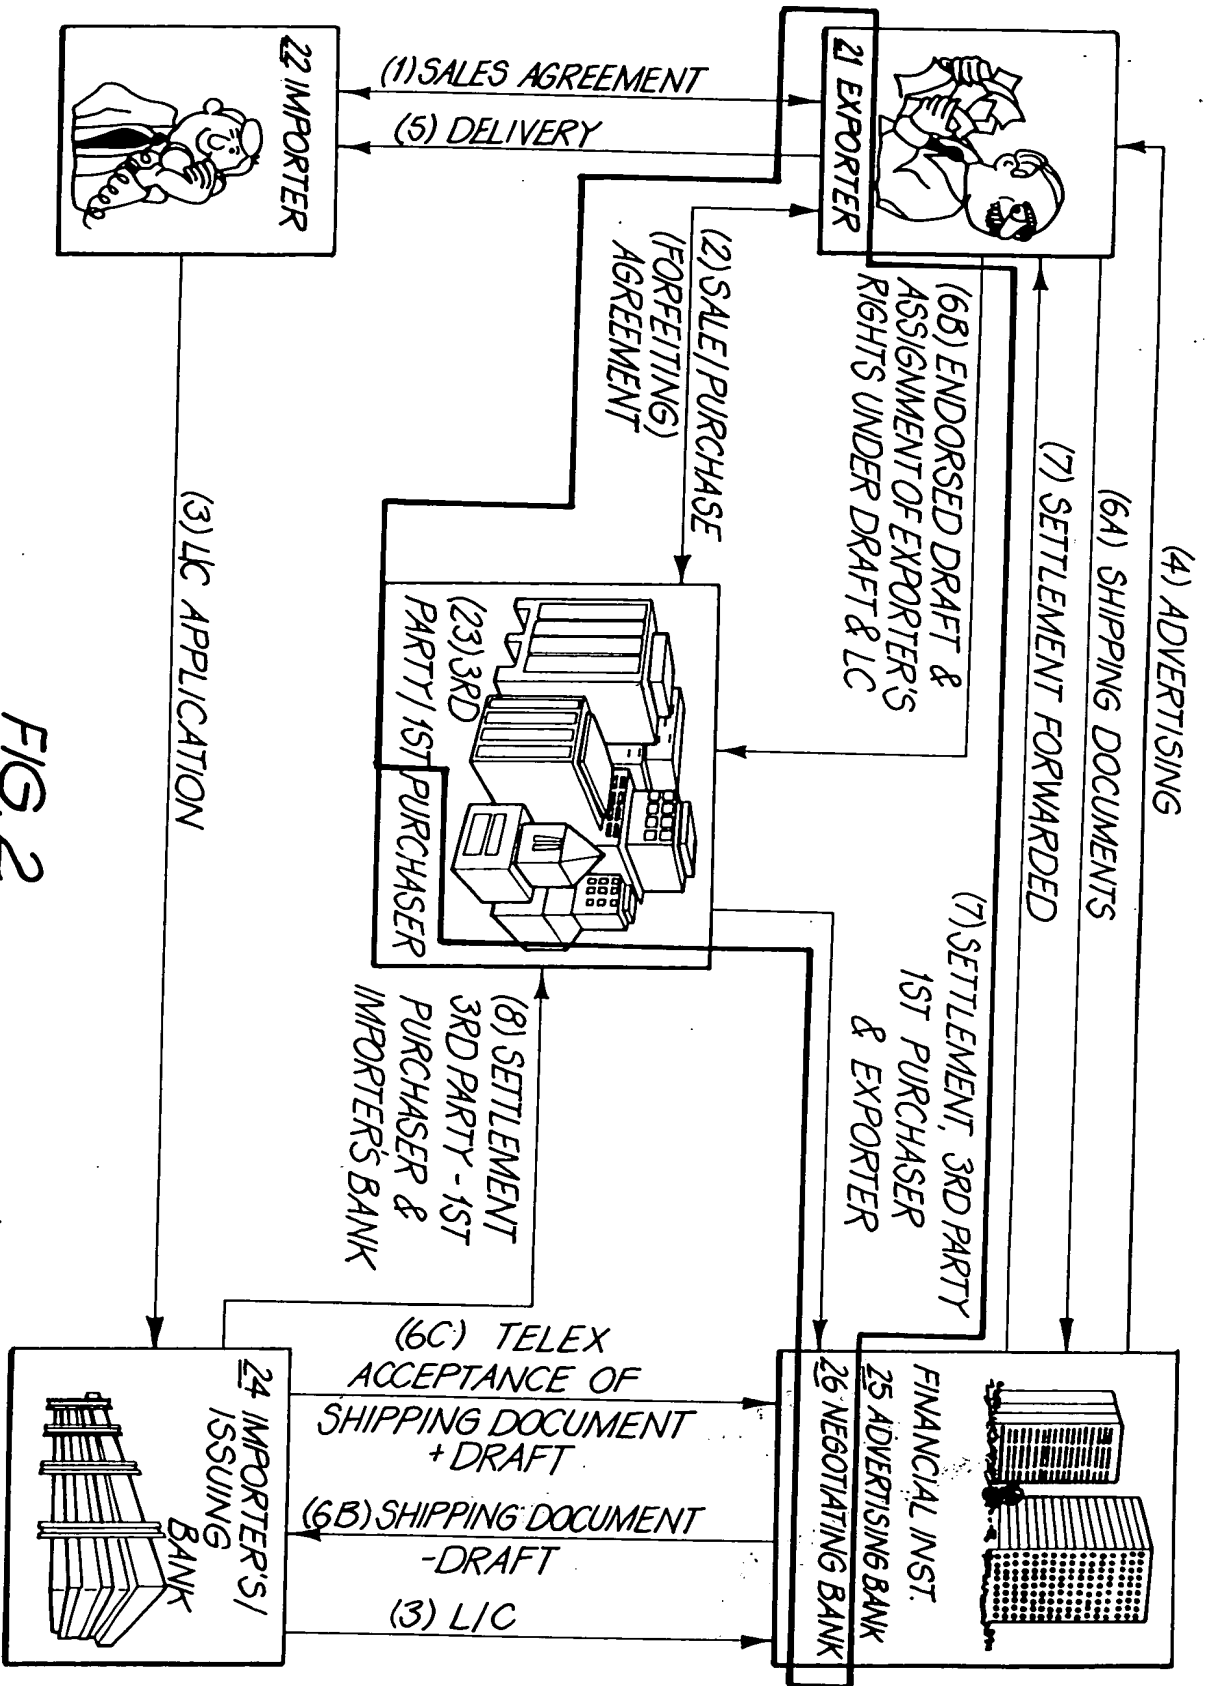 (4) ADVERTISING
(6A) SHIPPING DOCUMENTS
(7) SETTLEMENT FORWARDED
21 EXPORTER
(6B) ENDORSED DRAFT &
ASSIGNMENT OF EXPORTER'S
RIGHTS UNDER DRAFT & LC
(7) SETTLEMENT, 3RD PARTY
1ST PURCHASER
& EXPORTER
FINANCIAL INST.
25 ADVERTISING BANK
26 NEGOTIATING BANK
(1) SALES AGREEMENT
(5) DELIVERY
(2) SALE/PURCHASE
(FORFEITING)
AGREEMENT
(23) 3RD
PARTY/1ST PURCHASER
(8) SETTLEMENT
3RD PARTY - 1ST
PURCHASER &
IMPORTER'S BANK
(6C) TELEX
ACCEPTANCE OF
SHIPPING DOCUMENT
+ DRAFT
(6B) SHIPPING DOCUMENT
-DRAFT
(3) L/C
22 IMPORTER
(3) L/C APPLICATION
24 IMPORTER'S/
ISSUING
BANK
FIG. 2